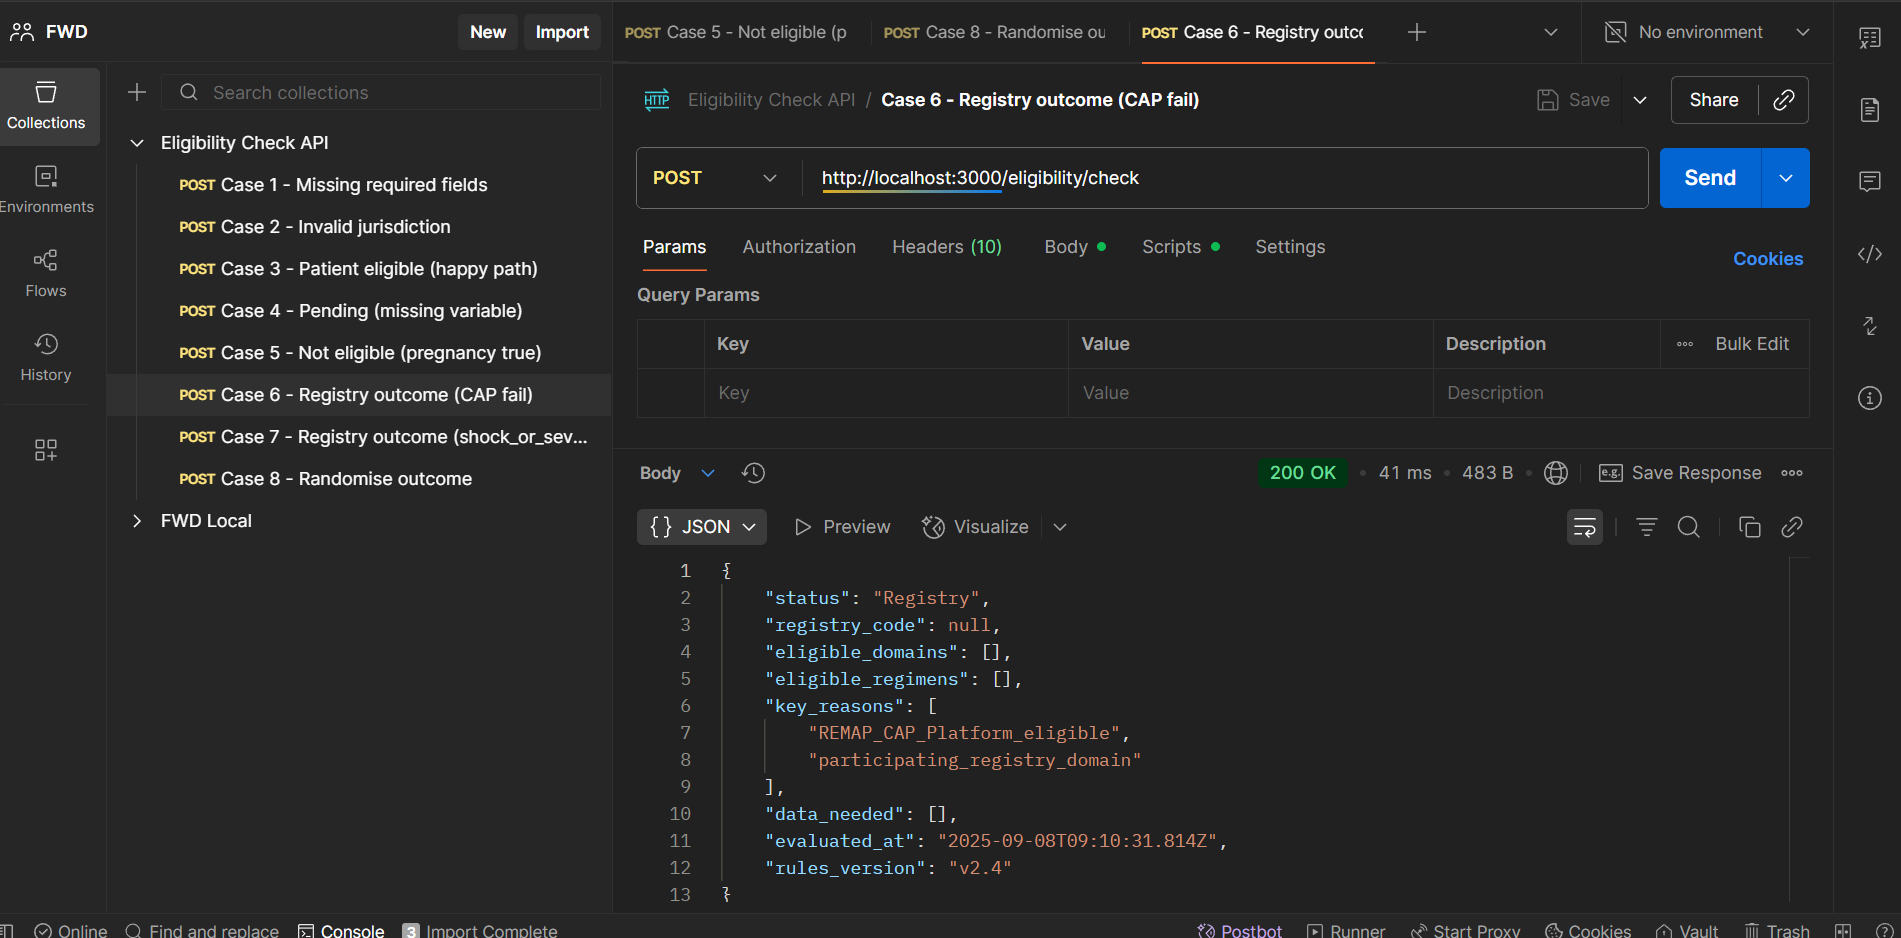 FWD
New
Import
POST Case 5 - Not eligible (p
POST Case 8 - Randomise ou
POST Case 6 - Registry outco
No environment
Collections
Environments
Flows
History
Search collections
Eligibility Check API
POST Case 1 - Missing required fields
POST Case 2 - Invalid jurisdiction
POST Case 3 - Patient eligible (happy path)
POST Case 4 - Pending (missing variable)
POST Case 5 - Not eligible (pregnancy true)
POST Case 6 - Registry outcome (CAP fail)
POST Case 7 - Registry outcome (shock_or_sev...
POST Case 8 - Randomise outcome
FWD Local
HTTP Eligibility Check API / Case 6 - Registry outcome (CAP fail)
Save
Share
POST
http://localhost:3000/eligibility/check
Send
Params Authorization Headers (10) Body Scripts Settings
Cookies
Query Params
Key Value Description Bulk Edit
Key Value Description
Body
200 OK • 41 ms • 483 B
e.g. Save Response
{} JSON
Preview
Visualize
1 {
2 "status": "Registry",
3 "registry_code": null,
4 "eligible_domains": [],
5 "eligible_regimens": [],
6 "key_reasons": [
7 "REMAP_CAP_Platform_eligible",
8 "participating_registry_domain"
9 ],
10 "data_needed": [],
11 "evaluated_at": "2025-09-08T09:10:31.814Z",
12 "rules_version": "v2.4"
13 }
Online
Find and replace
Console
3 Import Complete
Postbot
Runner
Start Proxy
Cookies
Vault
Trash